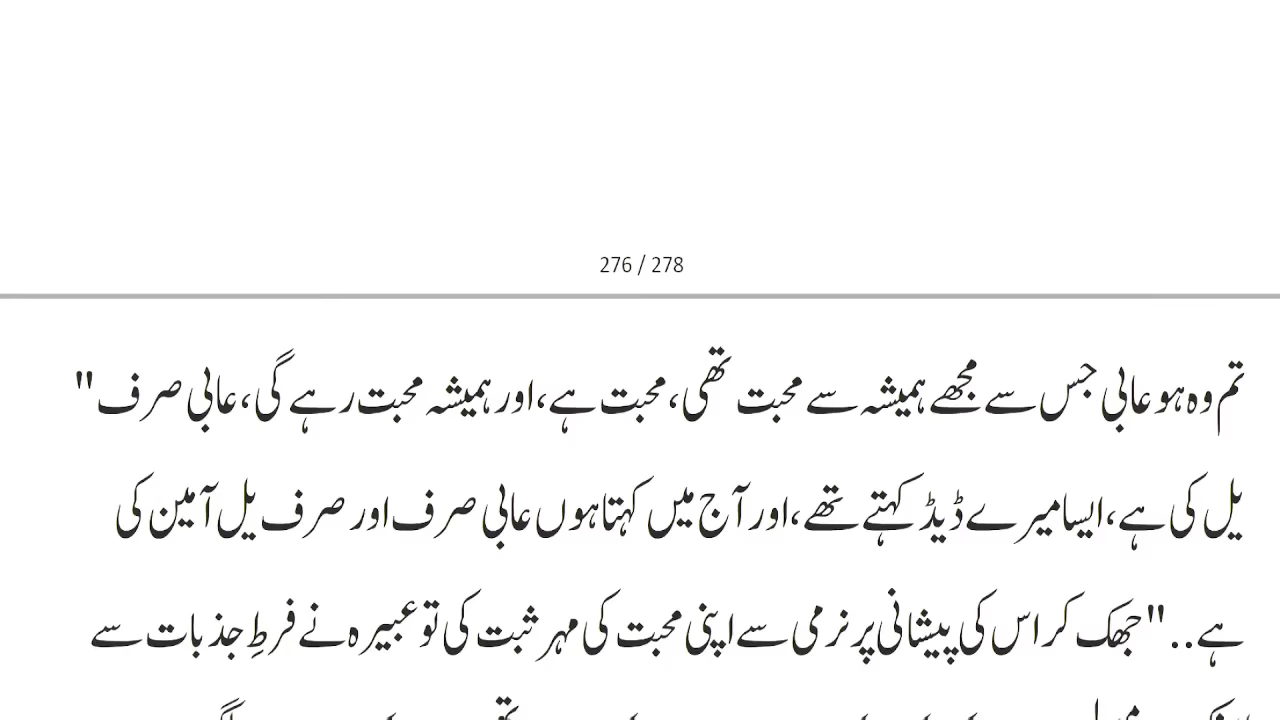 276 / 278
تم وہ ہو عابی جس سے مجھے ہمیشہ سے محبت تھی، محبت ہے، اور ہمیشہ محبت رہے گی، عابی صرف "
یل کی ہے، ایسا میرے ڈیڈ کہتے تھے، اور آج میں کہتا ہوں عابی صرف اور صرف یل آمین کی
ہے.. " جھک کر اس کی پیشانی پر نرمی سے اپنی محبت کی مہر ثبت کی تو عبیرہ نے فرطِ جذبات سے